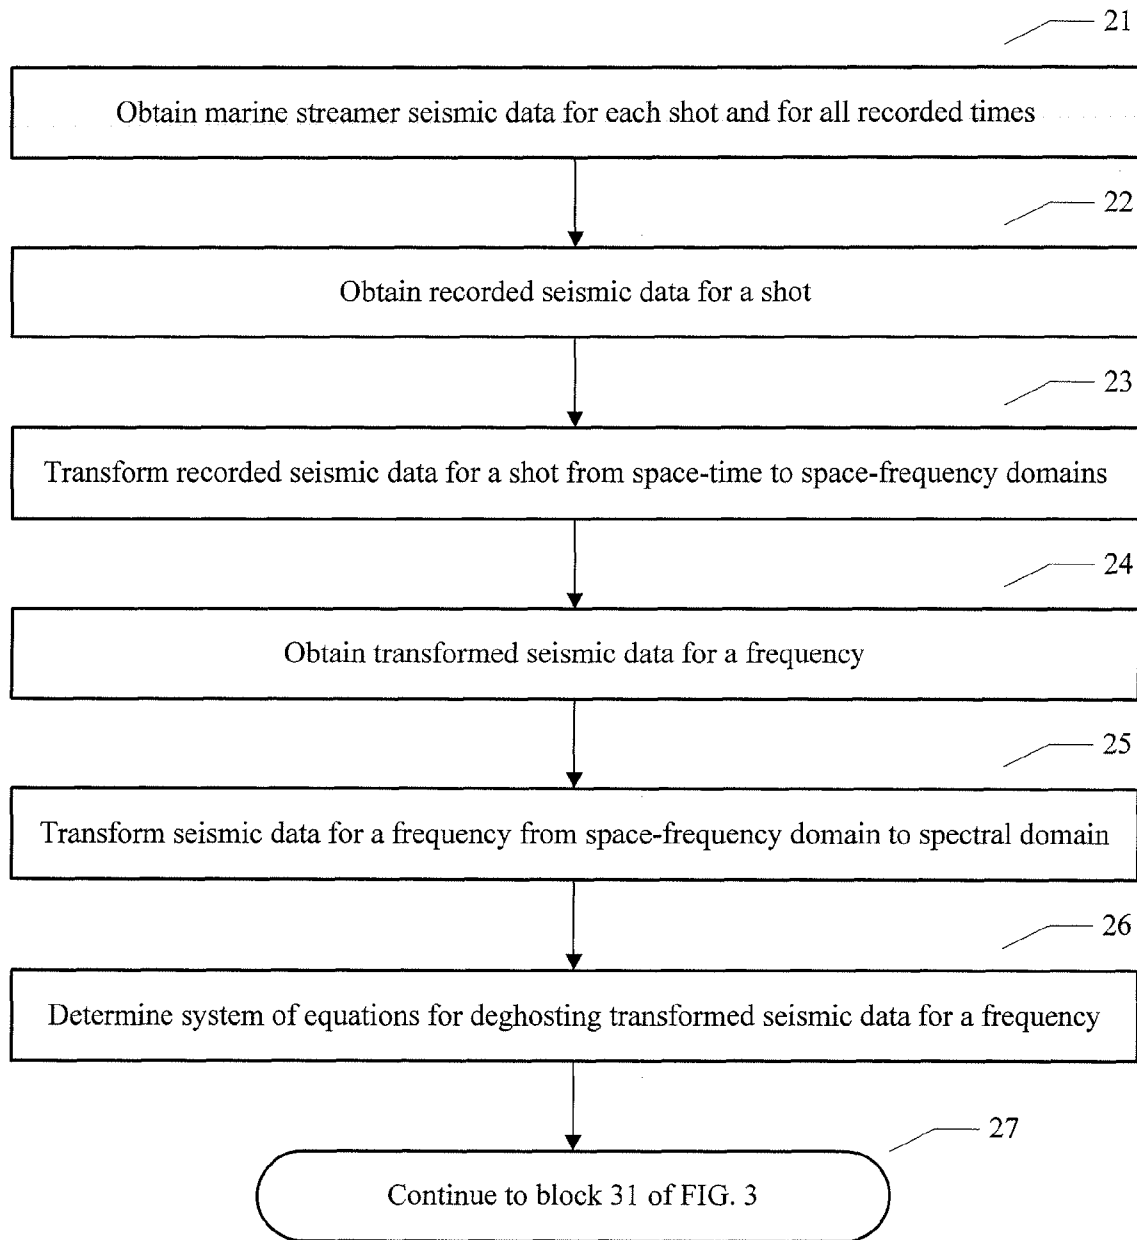 21
Obtain marine streamer seismic data for each shot and for all recorded times
22
Obtain recorded seismic data for a shot
23
Transform recorded seismic data for a shot from space-time to space-frequency domains
24
Obtain transformed seismic data for a frequency
25
Transform seismic data for a frequency from space-frequency domain to spectral domain
26
Determine system of equations for deghosting transformed seismic data for a frequency
27
Continue to block 31 of FIG. 3